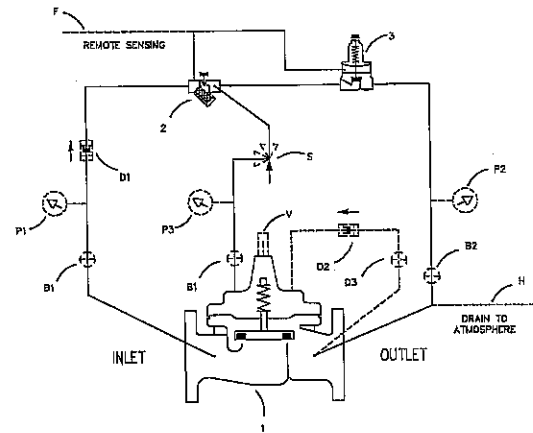 F
REMOTE SENSING
3
2
S
D1
P1
P3
V
P2
D2
D3
B1
B1
B2
H
DRAIN TO
ATMOSPHERE
INLET
OUTLET
1